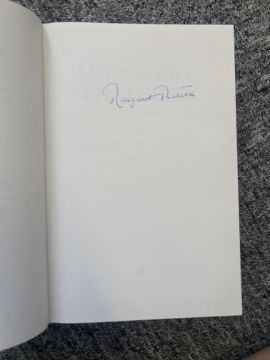 MARGARET
Margaret Thatcher
THE
DOWNING STREET
YEARS